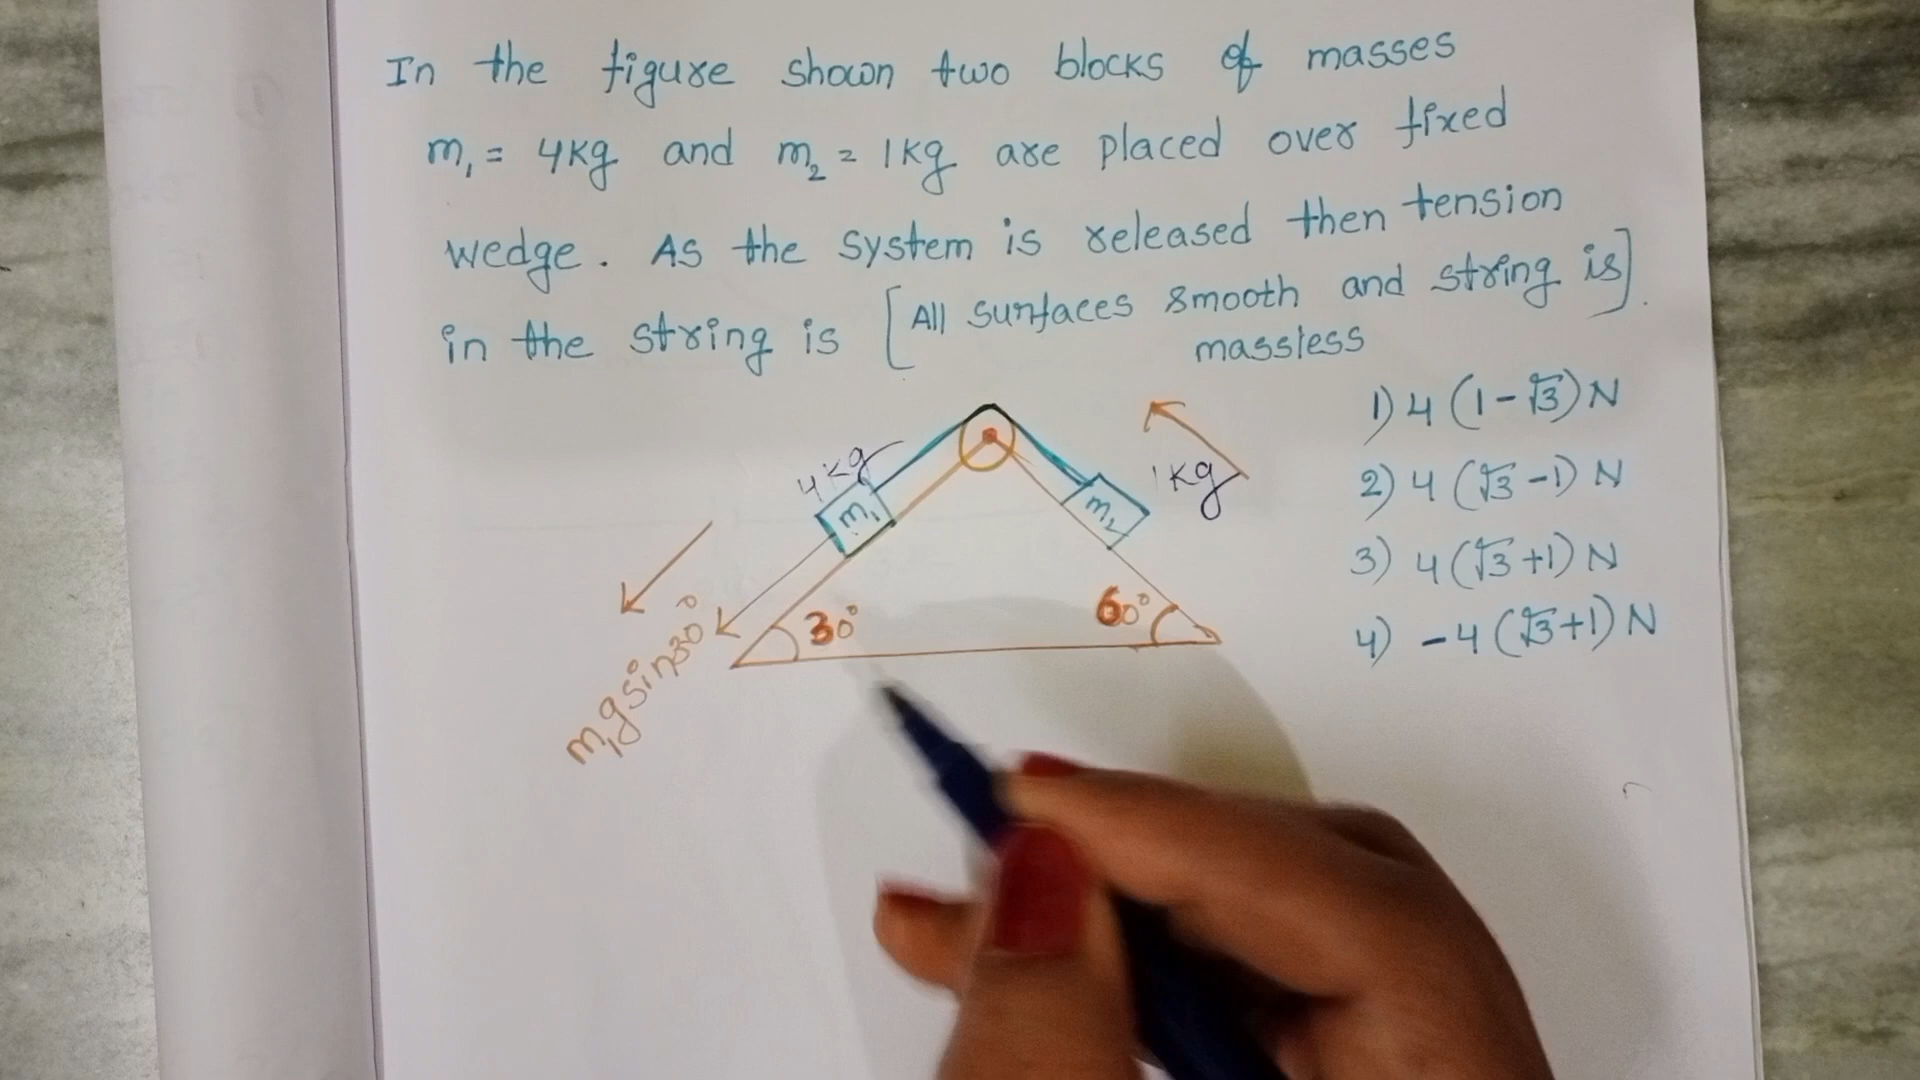 In the figure shown two blocks of masses
m₁ = 4kg and m₂ = 1kg are placed over fixed
wedge. As the system is released then tension
in the string is [All surfaces smooth and string is].
massless
1) 4 (1-√3) N
2) 4 (√3-1) N
3) 4 (√3+1) N
4) -4 (√3+1) N
4kg
1kg
m₁
m₂
30°
60°
m₁gsin30°